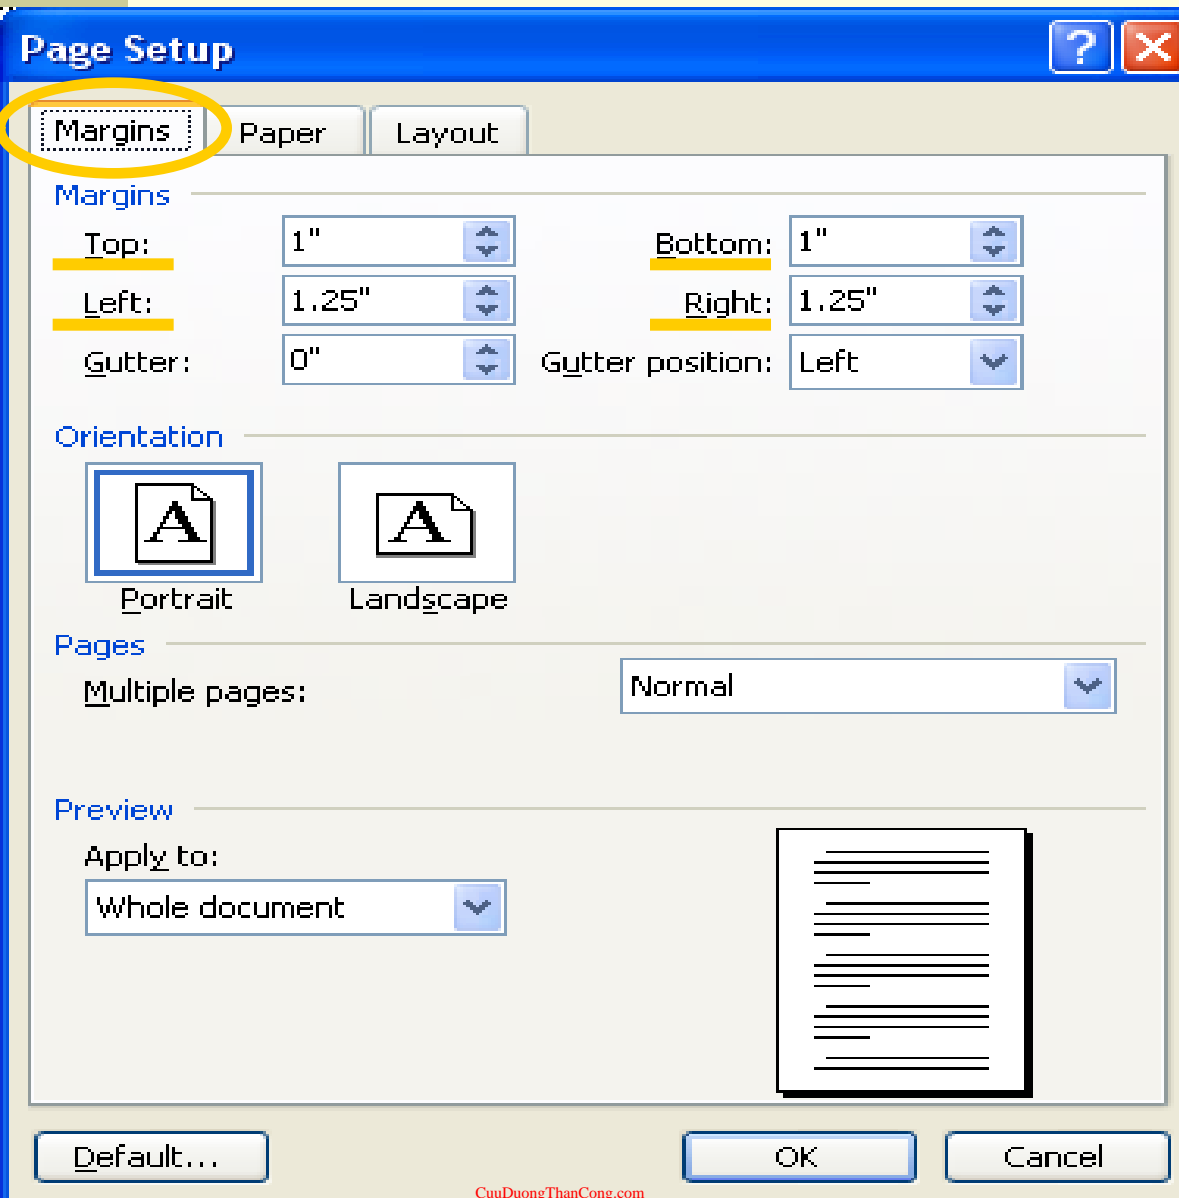 Page Setup
Margins Paper Layout
Margins
Top: 1" Bottom: 1"
Left: 1.25" Right: 1.25"
Gutter: 0" Gutter position: Left
Orientation
A A
Portrait Landscape
Pages
Multiple pages: Normal
Preview
Apply to:
Whole document
Default... OK Cancel
CuuDuongThanCong.com